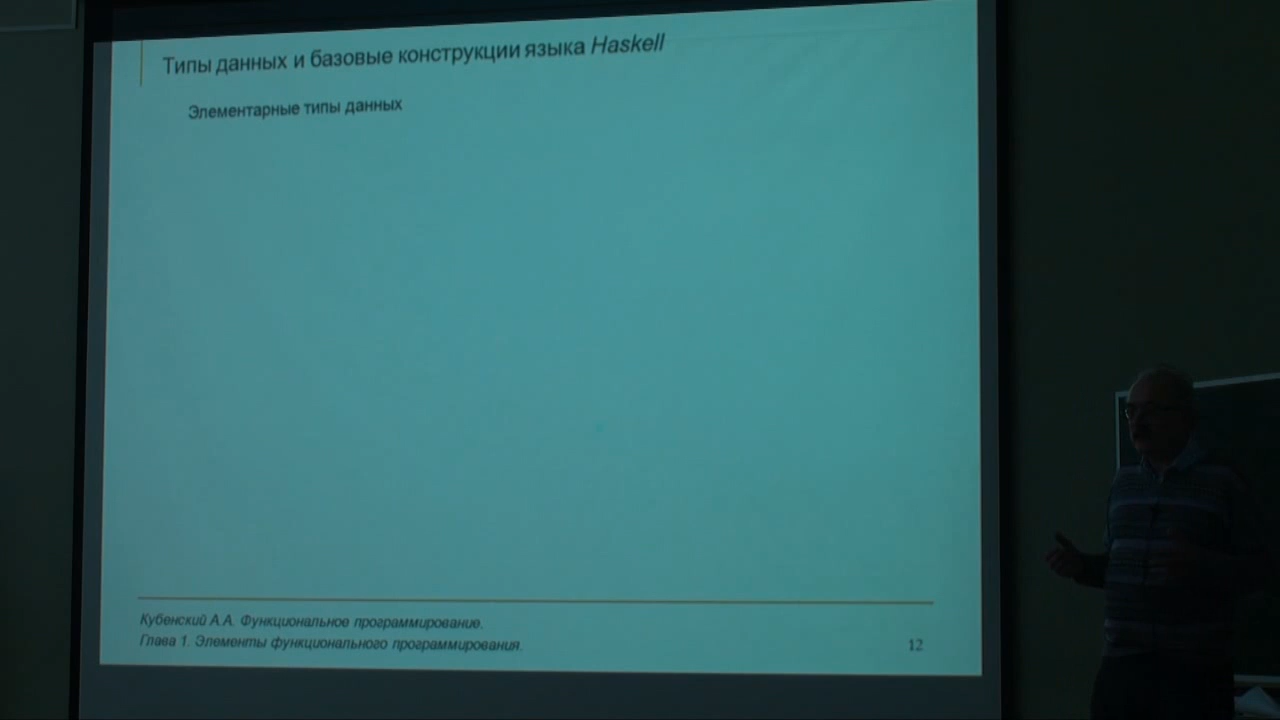 Типы данных и базовые конструкции языка Haskell
Элементарные типы данных
Кубенский А.А. Функциональное программирование.
Глава 1. Элементы функционального программирования.
12